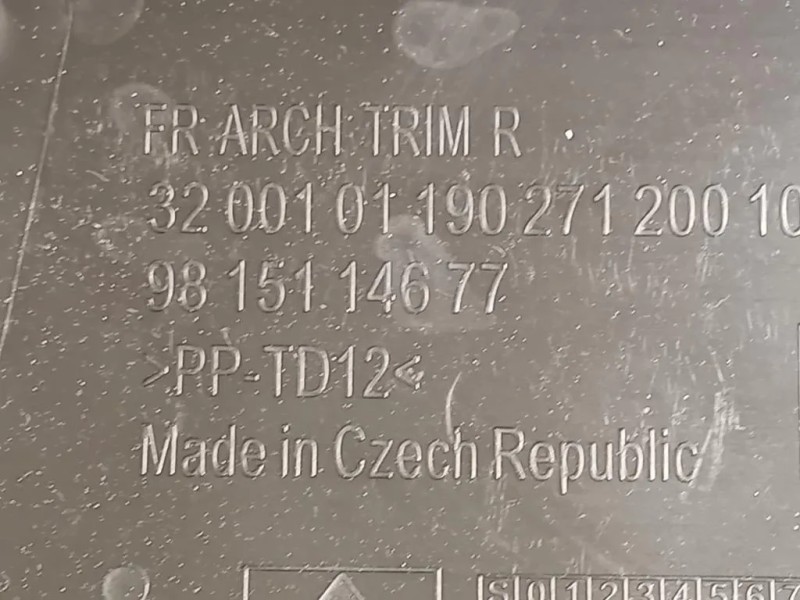 FR ARCH TRIM R
32 001 01 190 271 200 10
98 151 146 77
>PP-TD12<
Made in Czech Republic
S 0 1 2 3 4 5 6 7